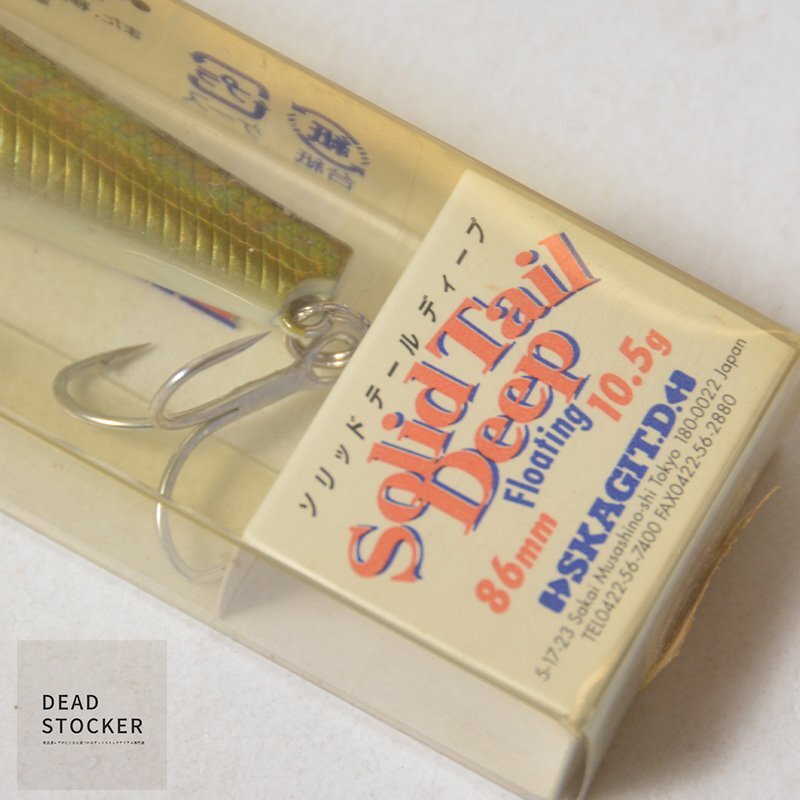 ソリッド テール ディープ
Solid Tail
Deep
Floating
86mm 10.5g
SKAGIT.D.
5-17-23 Sakai Musashino-shi Tokyo 180-0022 Japan
TEL0422-56-7400 FAX0422-56-2880
DEAD
STOCKER